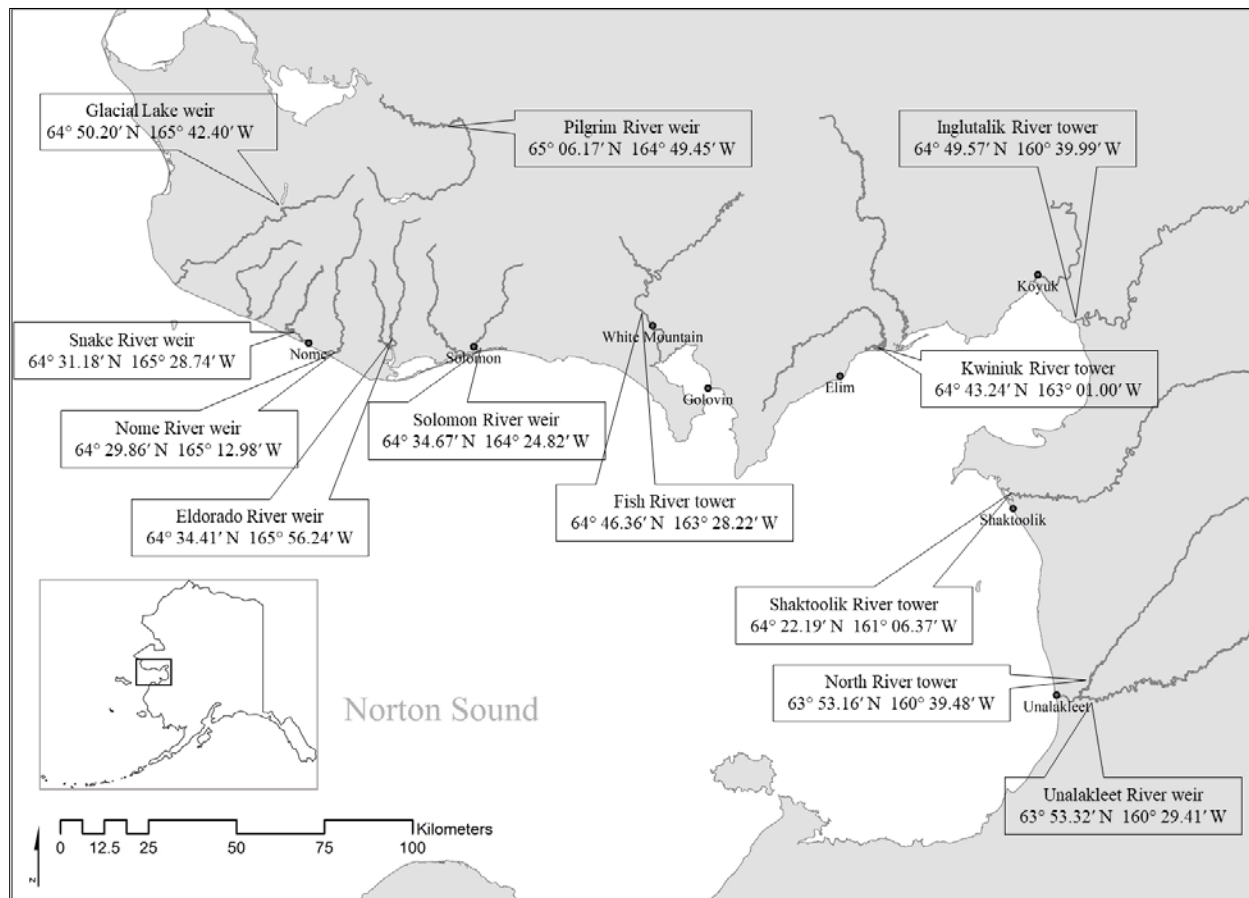 Glacial Lake weir
64° 50.20′ N  165° 42.40′ W
Pilgrim River weir
65° 06.17′ N  164° 49.45′ W
Inglutalik River tower
64° 49.57′ N  160° 39.99′ W
Koyuk
Snake River weir
64° 31.18′ N  165° 28.74′ W
Nome
Solomon
White Mountain
Golovin
Elim
Kwiniuk River tower
64° 43.24′ N  163° 01.00′ W
Nome River weir
64° 29.86′ N  165° 12.98′ W
Solomon River weir
64° 34.67′ N  164° 24.82′ W
Eldorado River weir
64° 34.41′ N  165° 56.24′ W
Fish River tower
64° 46.36′ N  163° 28.22′ W
Shaktoolik
Shaktoolik River tower
64° 22.19′ N  161° 06.37′ W
North River tower
63° 53.16′ N  160° 39.48′ W
Unalakleet
Norton Sound
Unalakleet River weir
63° 53.32′ N  160° 29.41′ W
Kilometers
0 12.5 25 50 75 100
N